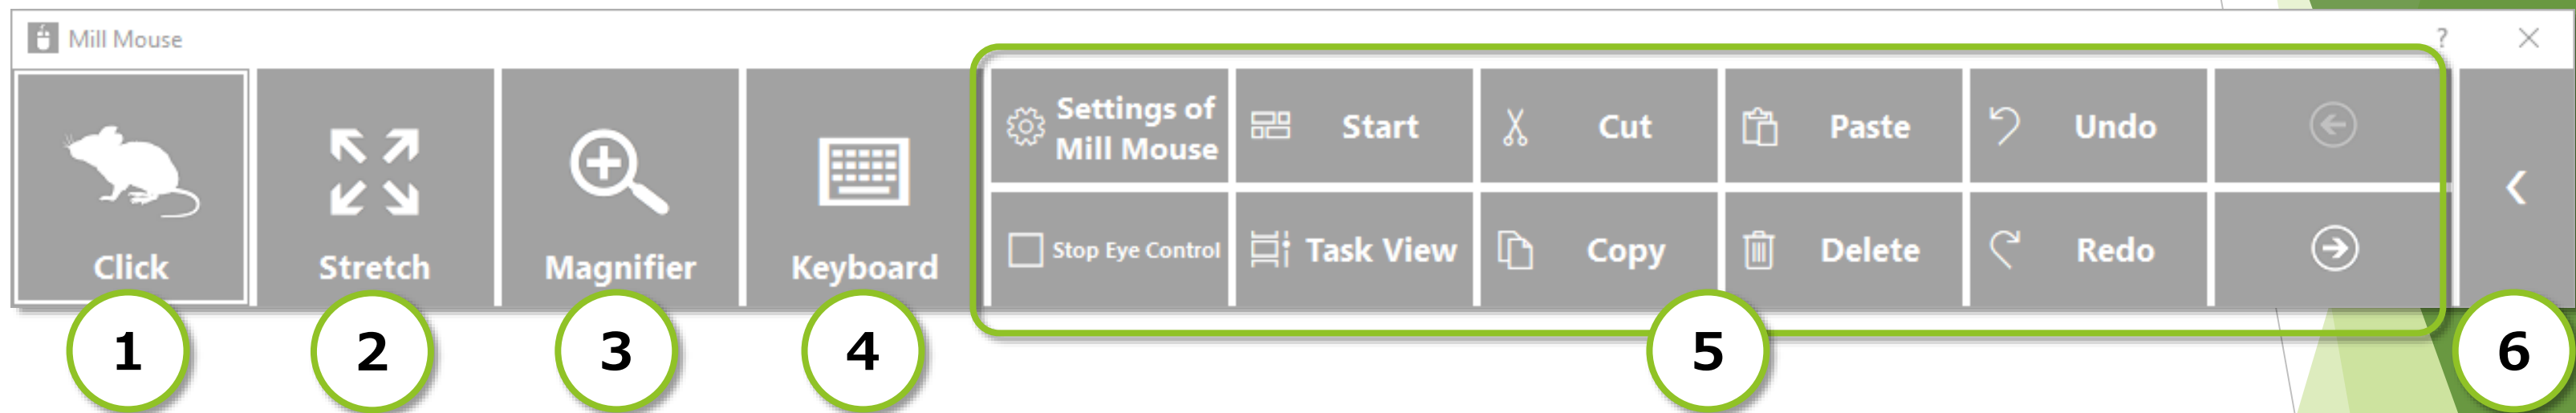 Mill Mouse
?
Click
Stretch
Magnifier
Keyboard
Settings of
Mill Mouse
Start
Cut
Paste
Undo
Stop Eye Control
Task View
Copy
Delete
Redo
1
2
3
4
5
6